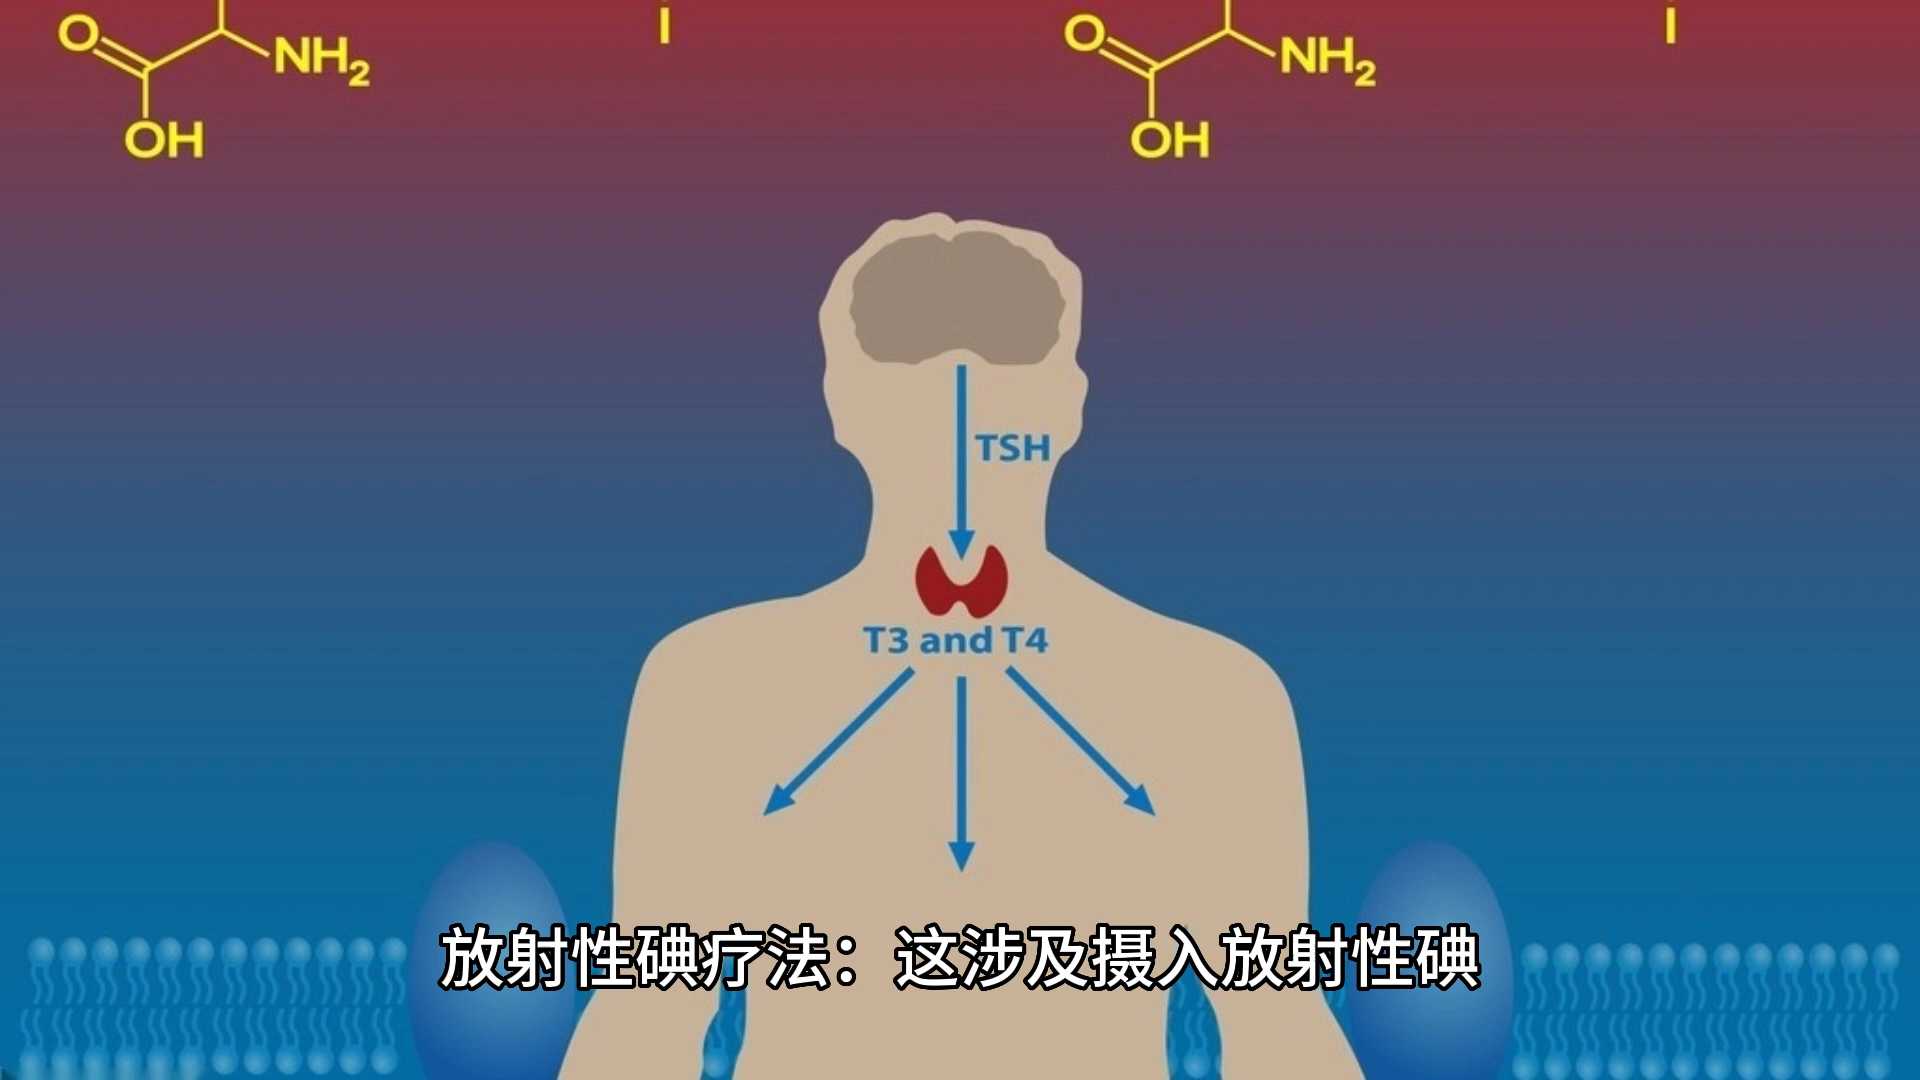 O I O I
NH₂ NH₂
OH OH
TSH
T3 and T4
放射性碘疗法：这涉及摄入放射性碘